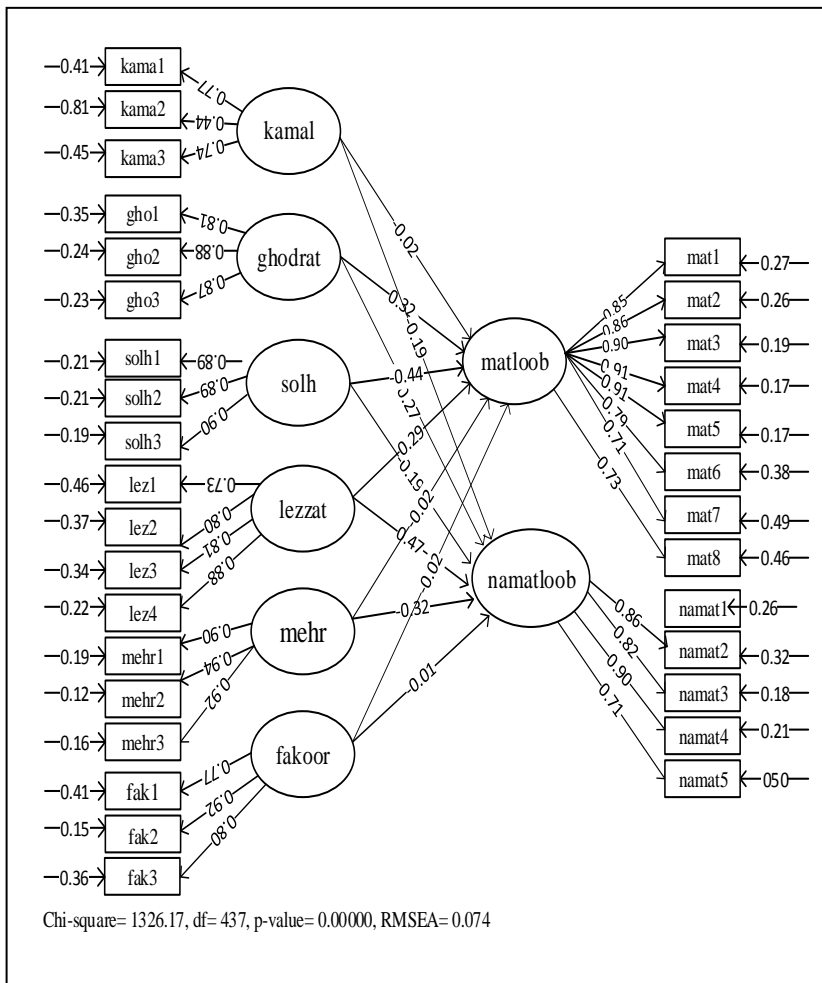 0.41 kama1
0.81 kama2
0.45 kama3
0.77
0.44
0.74
kamal
0.35 gho1
0.24 gho2
0.23 gho3
0.81
0.88
0.87
ghodrat
0.21 solh1
0.21 solh2
0.19 solh3
0.89
0.89
0.90
solh
0.46 lez1
0.37 lez2
0.34 lez3
0.22 lez4
0.73
0.80
0.81
0.88
lezzat
0.19 mehr1
0.12 mehr2
0.16 mehr3
0.90
0.94
0.92
mehr
0.41 fak1
0.15 fak2
0.36 fak3
0.77
0.92
0.80
fakoor
-0.02
0.32
-0.19
-0.44
0.27
0.29
-0.19
0.02
0.47
0.02
-0.32
-0.01
matloob
0.85
0.86
0.90
0.91
0.91
0.79
0.71
0.73
mat1 0.27
mat2 0.26
mat3 0.19
mat4 0.17
mat5 0.17
mat6 0.38
mat7 0.49
mat8 0.46
namatloob
0.86
0.82
0.90
0.71
namat1 0.26
namat2 0.32
namat3 0.18
namat4 0.21
namat5 050
Chi-square= 1326.17, df= 437, p-value= 0.00000, RMSEA= 0.074